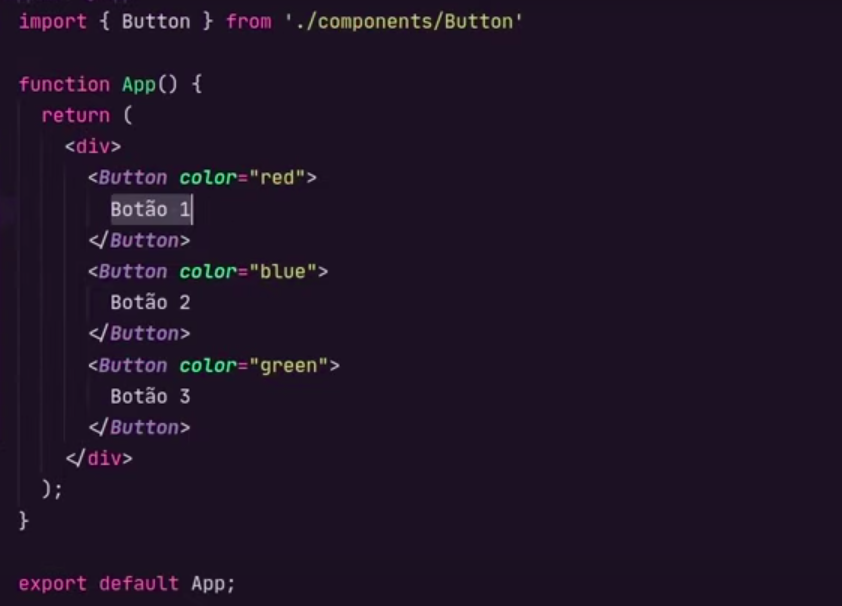 import { Button } from './components/Button'
function App() {
return (
<div>
<Button color="red">
Botão 1
</Button>
<Button color="blue">
Botão 2
</Button>
<Button color="green">
Botão 3
</Button>
</div>
);
}
export default App;